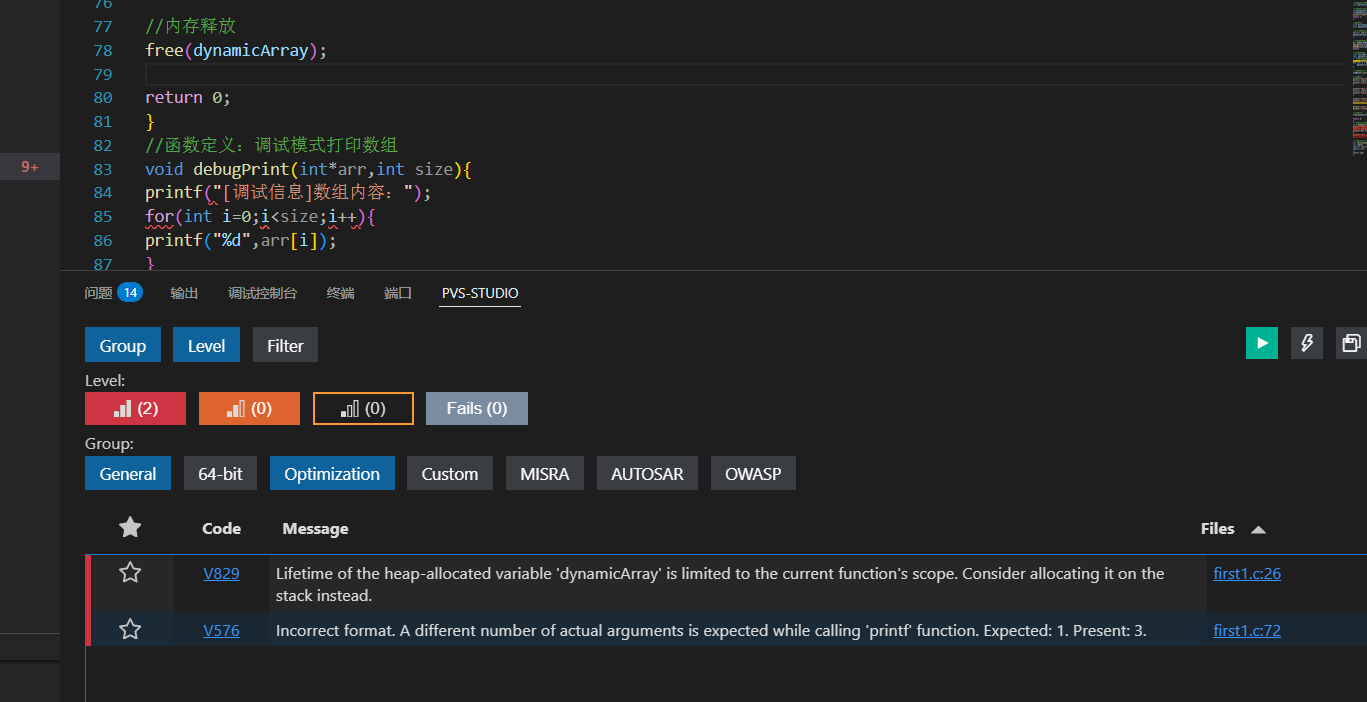 76
77 //内存释放
78 free(dynamicArray);
79
80 return 0;
81 }
82 //函数定义：调试模式打印数组
9+
83 void debugPrint(int*arr,int size){
84 printf("[调试信息]数组内容：");
85 for(int i=0;i<size;i++){
86 printf("%d",arr[i]);
87 }
问题 14 输出 调试控制台 终端 端口 PVS-STUDIO
Group Level Filter
Level:
(2) (0) (0) Fails (0)
Group:
General 64-bit Optimization Custom MISRA AUTOSAR OWASP
Code Message Files
V829 Lifetime of the heap-allocated variable 'dynamicArray' is limited to the current function's scope. Consider allocating it on the first1.c:26
stack instead.
V576 Incorrect format. A different number of actual arguments is expected while calling 'printf' function. Expected: 1. Present: 3. first1.c:72